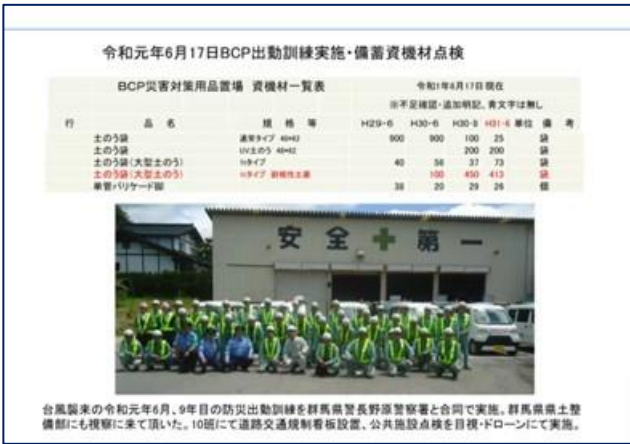 令和元年6月17日BCP出動訓練実施・備蓄資機材点検
BCP災害対策用品置場 資機材一覧表 令和1年6月17日現在
※不足確認・追加明記、青文字は無し
行 品 名 規 格 等 H29-6 H30-6 H30-8 H31-6 単位 備 考
土のう袋 通常タイプ 48*62 900 900 100 25 袋
土のう袋 UV土のう 48*62 200 200 袋
土のう袋(大型土のう) 1tタイプ 40 58 37 73 袋
土のう袋(大型土のう) 1tタイプ 耐候性土嚢 100 450 413 袋
単管バリケード脚 38 20 29 26 個
安全+第一
台風襲来の令和元年6月、9年目の防災出動訓練を群馬県警長野原警察署と合同で実施。群馬県県土整
備部にも視察に来て頂いた。10班にて道路交通規制看板設置、公共施設点検を目視・ドローンにて実施。